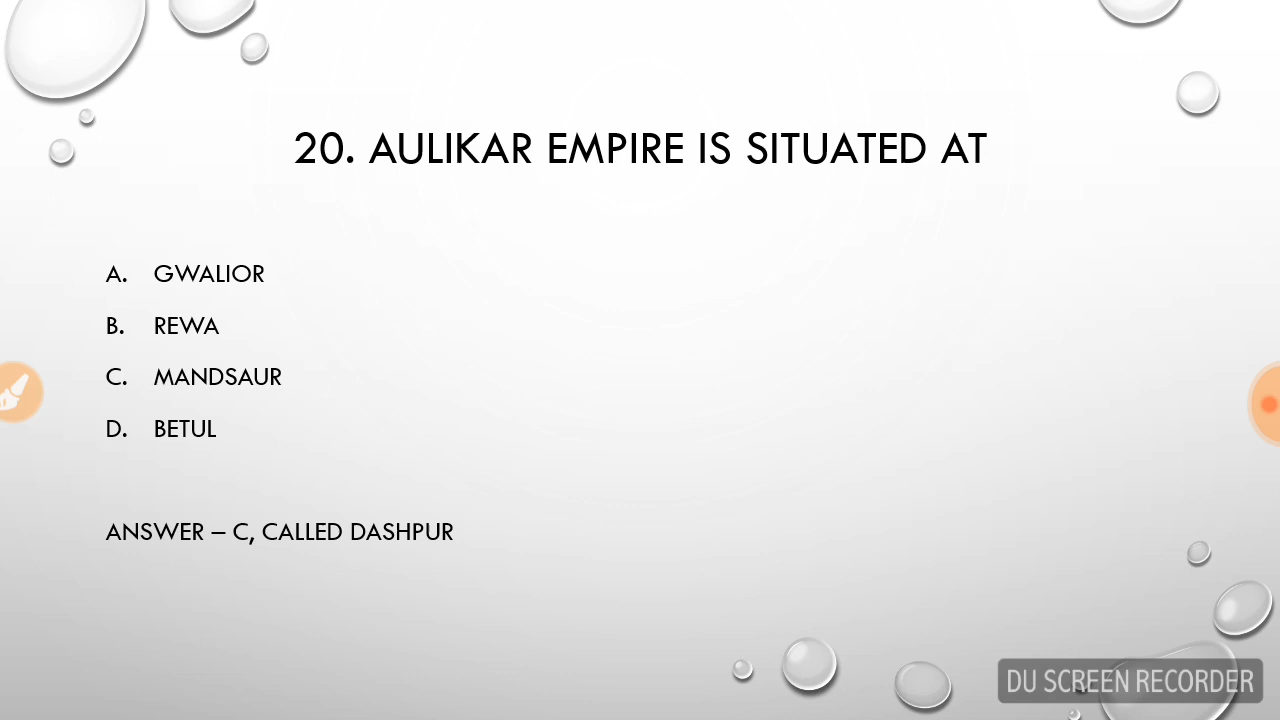 20. AULIKAR EMPIRE IS SITUATED AT
A. GWALIOR
B. REWA
C. MANDSAUR
D. BETUL
ANSWER – C, CALLED DASHPUR
DU SCREEN RECORDER